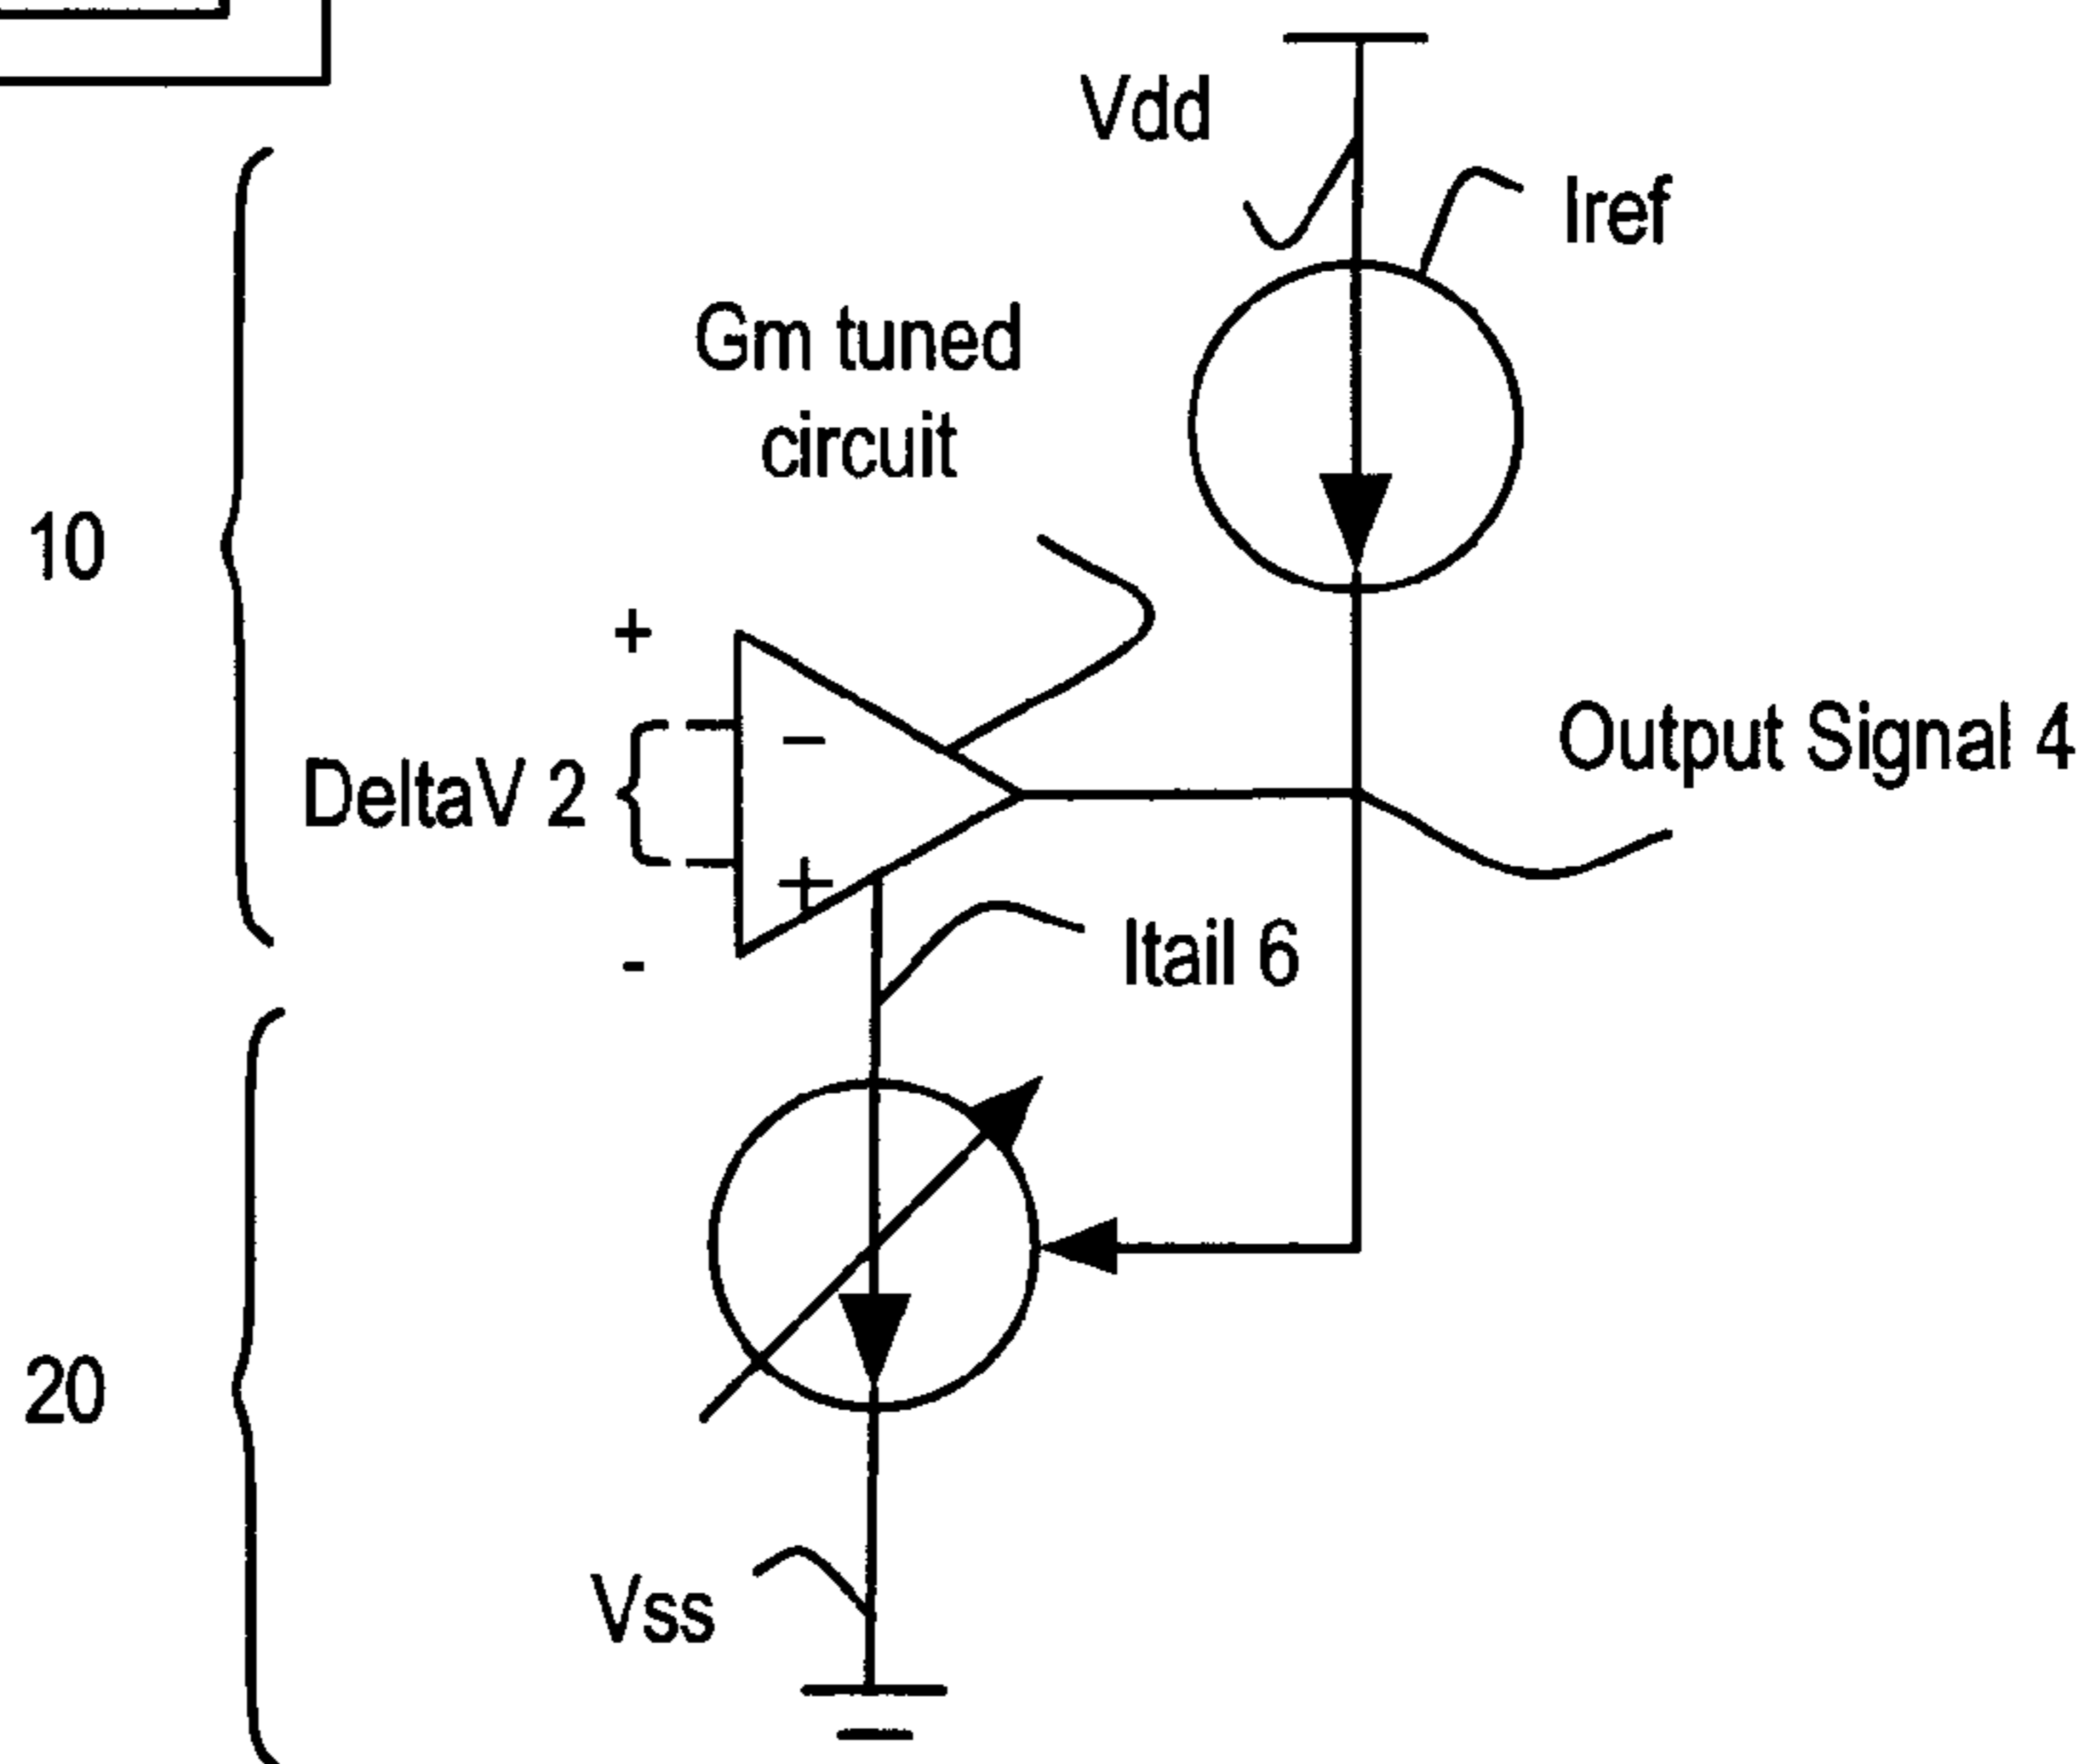 Vdd
Iref
Gm tuned
circuit
10
+
−
DeltaV 2
Output Signal 4
+
-
Itail 6
20
Vss